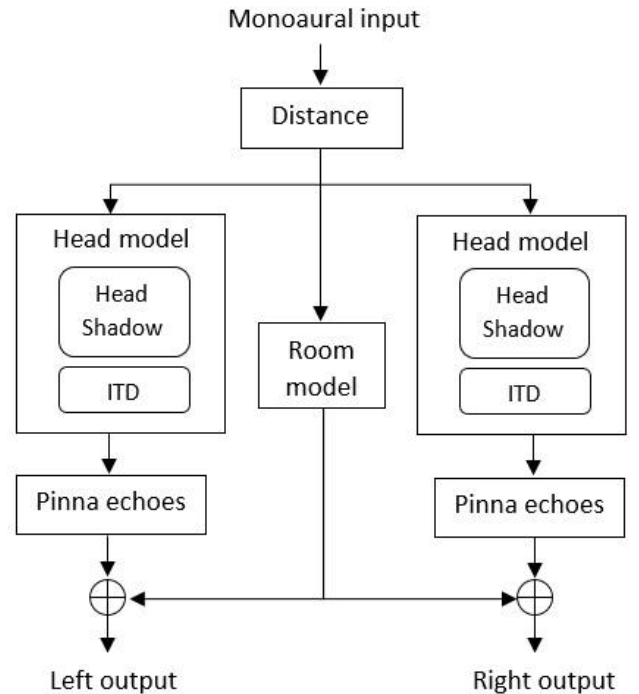 Monoaural input
Distance
Head model
Head
Shadow
ITD
Pinna echoes
Left output
Room
model
Head model
Head
Shadow
ITD
Pinna echoes
Right output